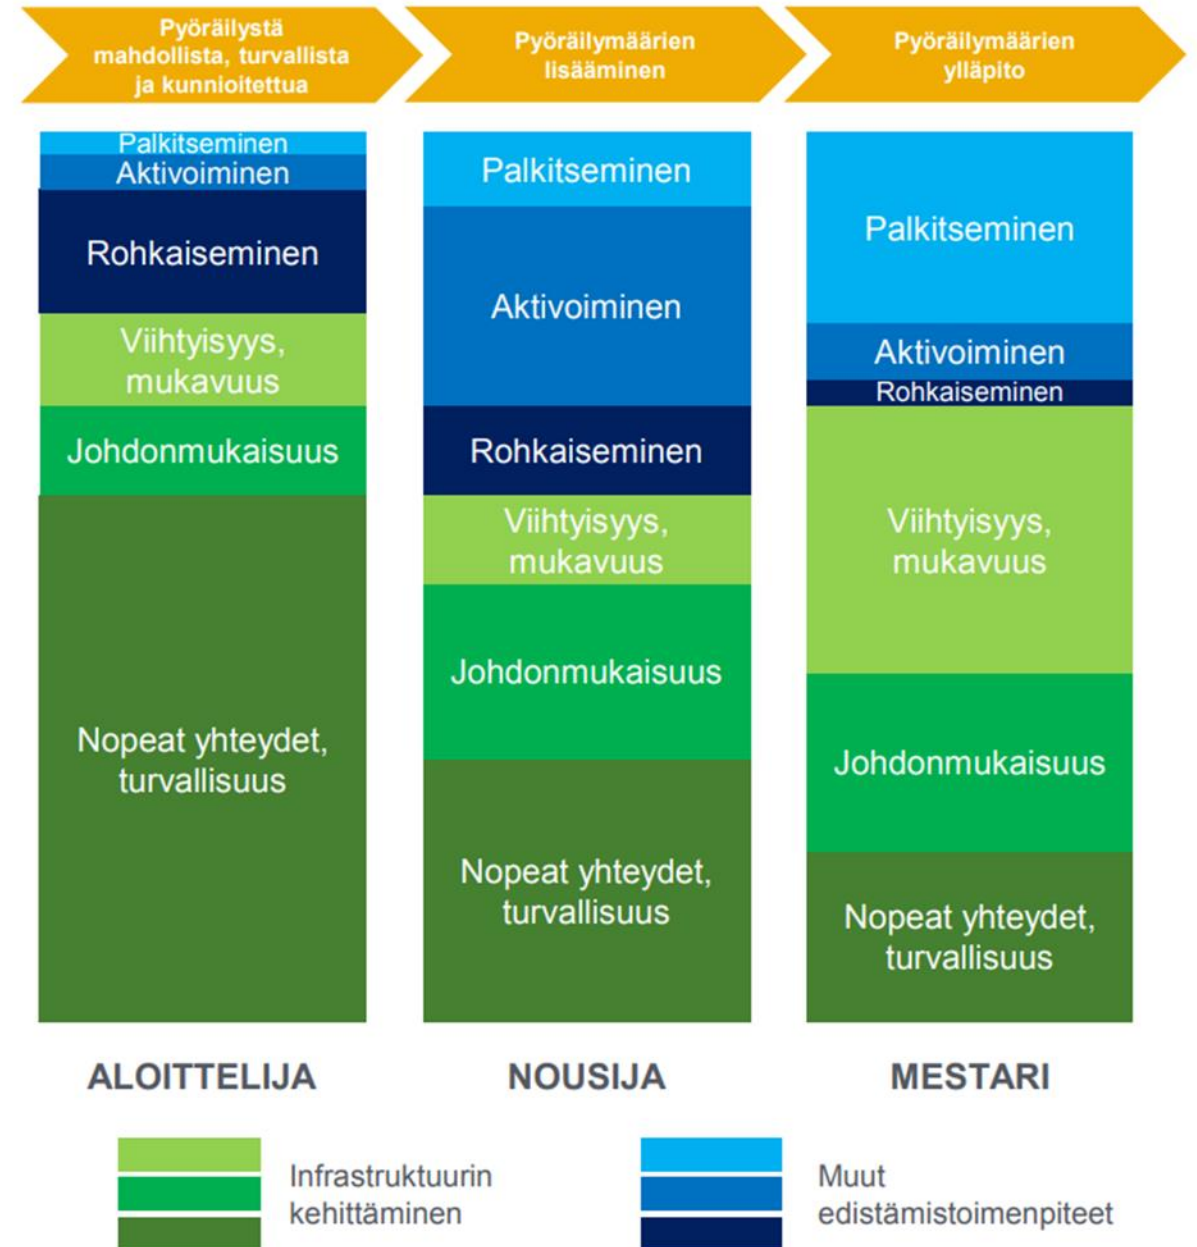 Pyöräilystä
mahdollista, turvallista
ja kunnioitettua
Pyöräilymäärien
lisääminen
Pyöräilymäärien
ylläpito
Palkitseminen
Aktivoiminen
Rohkaiseminen
Viihtyisyys,
mukavuus
Johdonmukaisuus
Nopeat yhteydet,
turvallisuus
ALOITTELIJA
Palkitseminen
Aktivoiminen
Rohkaiseminen
Viihtyisyys,
mukavuus
Johdonmukaisuus
Nopeat yhteydet,
turvallisuus
NOUSIJA
Palkitseminen
Aktivoiminen
Rohkaiseminen
Viihtyisyys,
mukavuus
Johdonmukaisuus
Nopeat yhteydet,
turvallisuus
MESTARI
Infrastruktuurin
kehittäminen
Muut
edistämistoimenpiteet